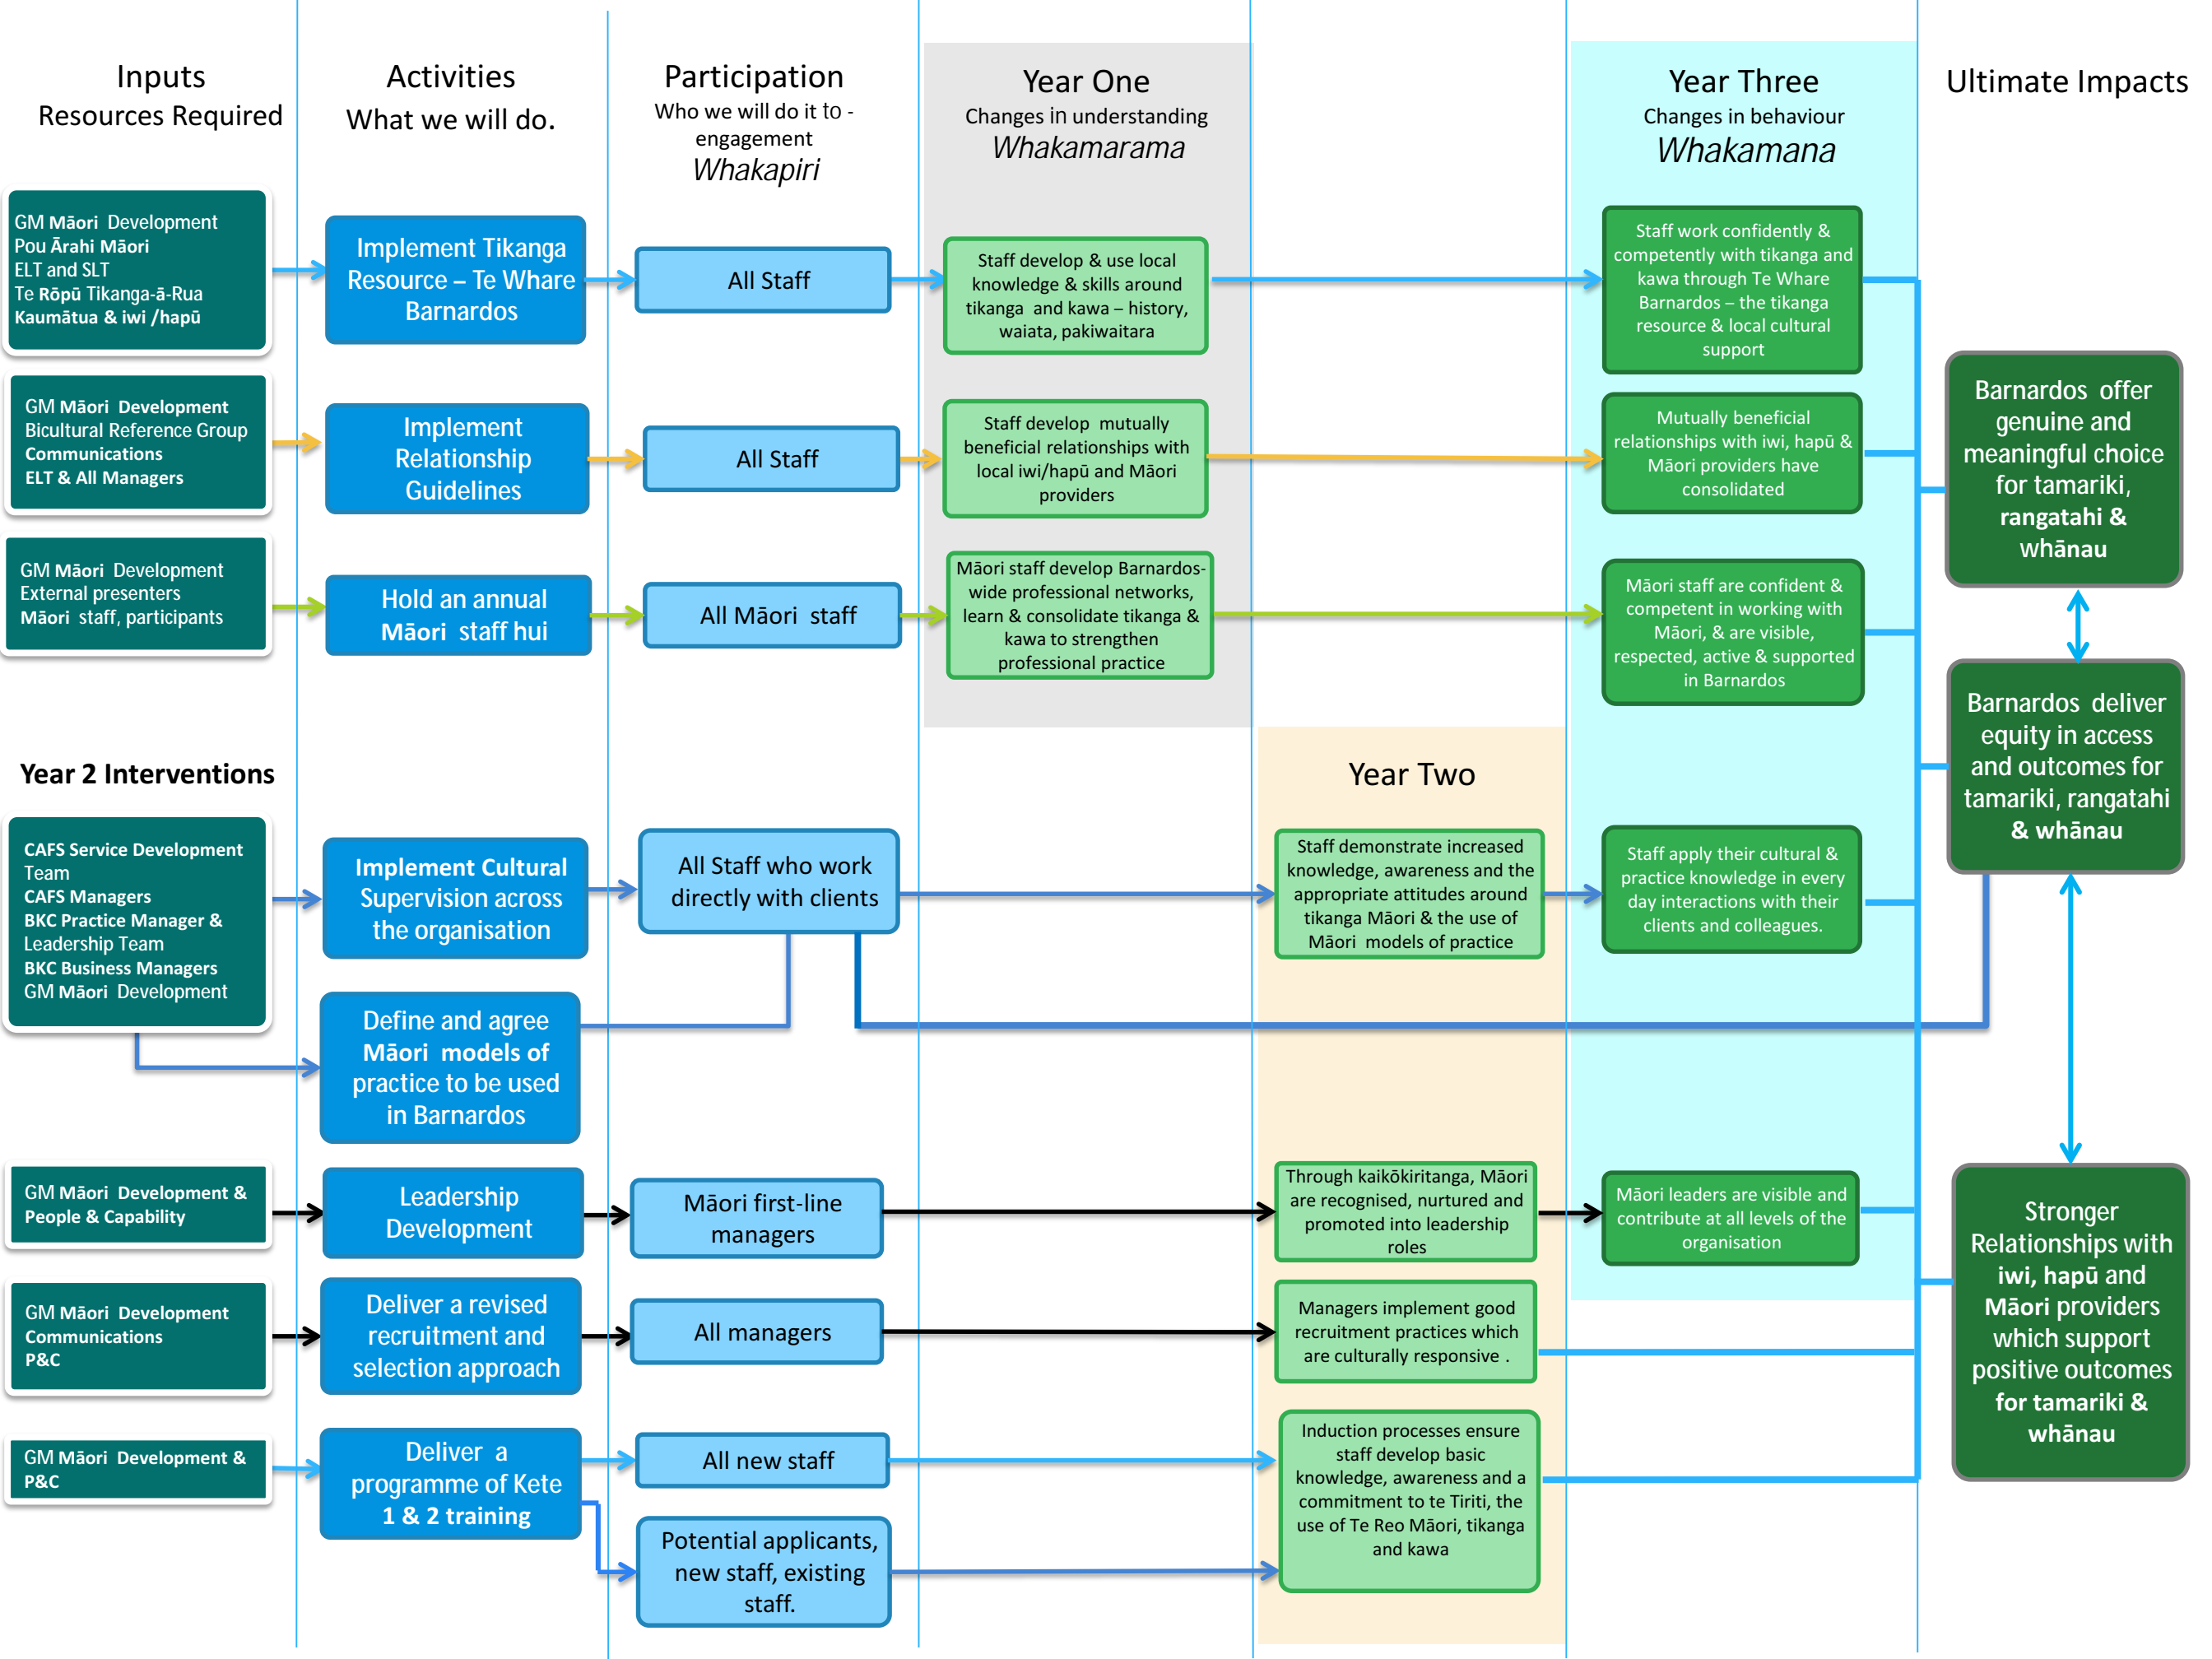 Inputs
Resources Required
Activities
What we will do.
Participation
Who we will do it to -
engagement
Whakapiri
Year One
Changes in understanding
Whakamarama
Year Three
Changes in behaviour
Whakamana
Ultimate Impacts
GM Māori Development
Pou Ārahi Māori
ELT and SLT
Te Rōpū Tikanga-ā-Rua
Kaumātua & iwi /hapū
Implement Tikanga
Resource – Te Whare
Barnardos
All Staff
Staff develop & use local
knowledge & skills around
tikanga and kawa – history,
waiata, pakiwaitara
Staff work confidently &
competently with tikanga and
kawa through Te Whare
Barnardos – the tikanga
resource & local cultural
support
GM Māori Development
Bicultural Reference Group
Communications
ELT & All Managers
Implement
Relationship
Guidelines
All Staff
Staff develop mutually
beneficial relationships with
local iwi/hapū and Māori
providers
Mutually beneficial
relationships with iwi, hapū &
Māori providers have
consolidated
Barnardos offer
genuine and
meaningful choice
for tamariki,
rangatahi &
whānau
GM Māori Development
External presenters
Māori staff, participants
Hold an annual
Māori staff hui
All Māori staff
Māori staff develop Barnardos-
wide professional networks,
learn & consolidate tikanga &
kawa to strengthen
professional practice
Māori staff are confident &
competent in working with
Māori, & are visible,
respected, active & supported
in Barnardos
Barnardos deliver
equity in access
and outcomes for
tamariki, rangatahi
& whānau
Year 2 Interventions
Year Two
CAFS Service Development
Team
CAFS Managers
BKC Practice Manager &
Leadership Team
BKC Business Managers
GM Māori Development
Implement Cultural
Supervision across
the organisation
All Staff who work
directly with clients
Staff demonstrate increased
knowledge, awareness and the
appropriate attitudes around
tikanga Māori & the use of
Māori models of practice
Staff apply their cultural &
practice knowledge in every
day interactions with their
clients and colleagues.
Define and agree
Māori models of
practice to be used
in Barnardos
GM Māori Development &
People & Capability
Leadership
Development
Māori first-line
managers
Through kaikōkiritanga, Māori
are recognised, nurtured and
promoted into leadership
roles
Māori leaders are visible and
contribute at all levels of the
organisation
Stronger
Relationships with
iwi, hapū and
Māori providers
which support
positive outcomes
for tamariki &
whānau
GM Māori Development
Communications
P&C
Deliver a revised
recruitment and
selection approach
All managers
Managers implement good
recruitment practices which
are culturally responsive .
GM Māori Development &
P&C
Deliver a
programme of Kete
1 & 2 training
All new staff
Potential applicants,
new staff, existing
staff.
Induction processes ensure
staff develop basic
knowledge, awareness and a
commitment to te Tiriti, the
use of Te Reo Māori, tikanga
and kawa